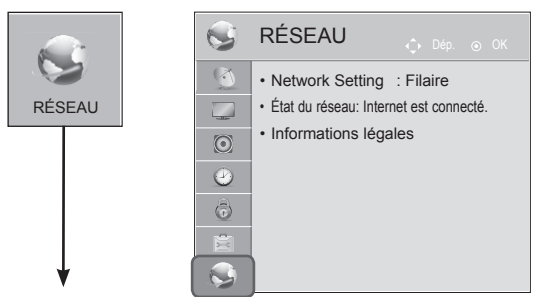 RÉSEAU
RÉSEAU Dép. OK
• Network Setting : Filaire
• État du réseau: Internet est connecté.
• Informations légales